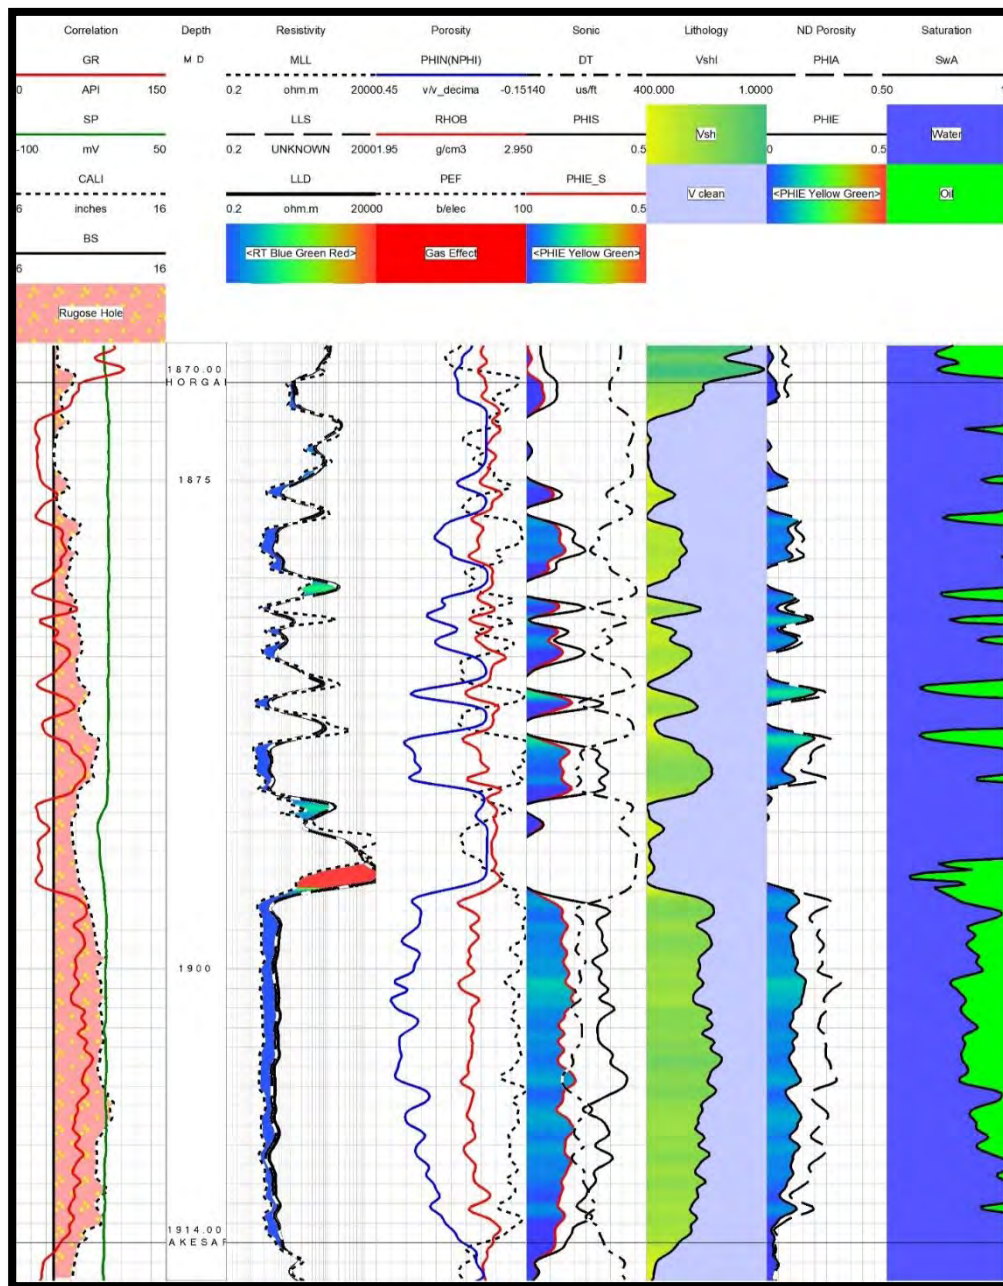 Correlation Depth Resistivity Porosity Sonic Lithology ND Porosity Saturation
GR M D MLL PHIN(NPHI) DT Vshl PHIA SwA
0 API 150 0.2 ohm.m 20000.45 v/v_decima -0.15140 us/ft 400.000 1.0000 0.50 1
SP LLS RHOB PHIS Vsh PHIE Water
-100 mV 50 0.2 UNKNOWN 20001.95 g/cm3 2.950 0.5 0 0.5
CALI LLD PEF PHIE_S V clean <PHIE Yellow Green> Oil
6 inches 16 0.2 ohm.m 20000 b/elec 100 0.5
BS <RT Blue Green Red> Gas Effect <PHIE Yellow Green>
6 16
Rugose Hole
1870.00
HORGAI
1875
1900
1914.00
AKESAF